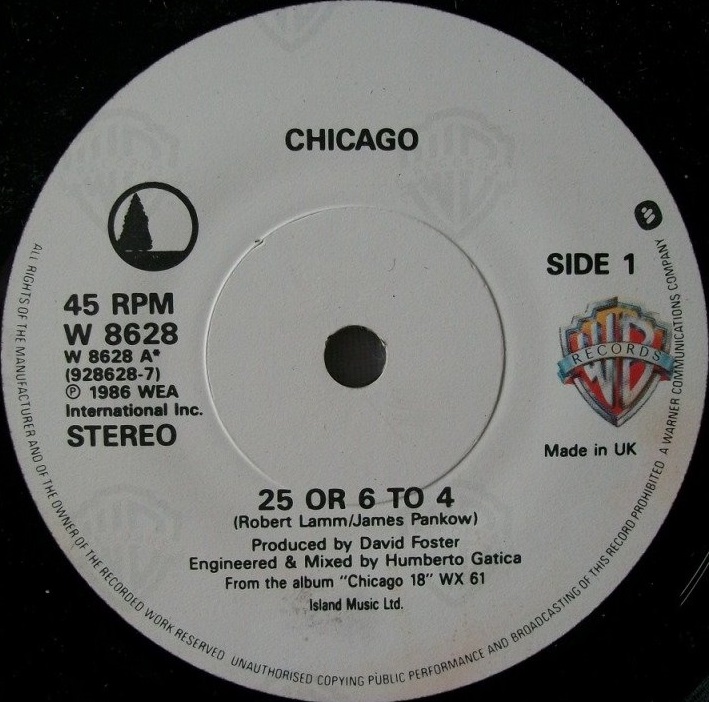 CHICAGO
SIDE 1
45 RPM
W 8628
W 8628 A*
(928628-7)
℗ 1986 WEA
International Inc.
STEREO
WB
RECORDS
Made in UK
25 OR 6 TO 4
(Robert Lamm/James Pankow)
Produced by David Foster
Engineered & Mixed by Humberto Gatica
From the album "Chicago 18" WX 61
Island Music Ltd.
ALL RIGHTS OF THE MANUFACTURER AND OF THE OWNER OF THE RECORDED WORK RESERVED UNAUTHORISED COPYING PUBLIC PERFORMANCE AND BROADCASTING OF THIS RECORD PROHIBITED A WARNER COMMUNICATIONS COMPANY